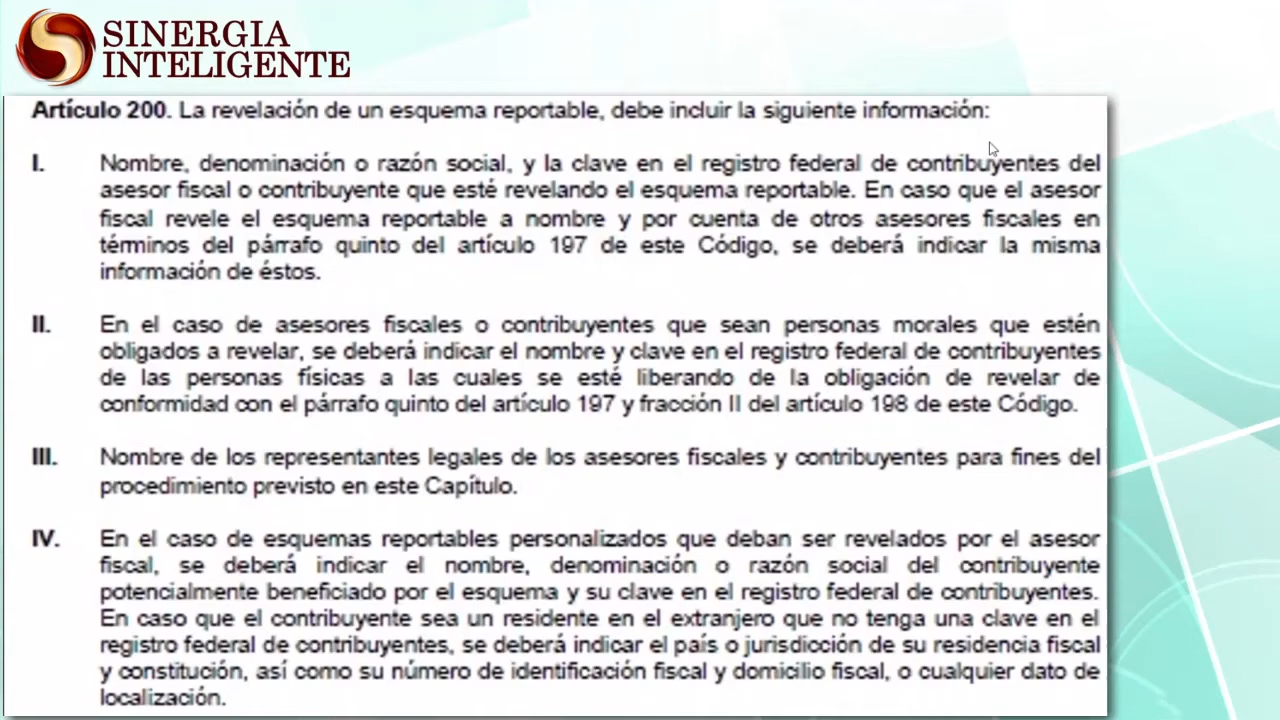 SINERGIA
INTELIGENTE
Artículo 200. La revelación de un esquema reportable, debe incluir la siguiente información:
I. Nombre, denominación o razón social, y la clave en el registro federal de contribuyentes del
asesor fiscal o contribuyente que esté revelando el esquema reportable. En caso que el asesor
fiscal revele el esquema reportable a nombre y por cuenta de otros asesores fiscales en
términos del párrafo quinto del artículo 197 de este Código, se deberá indicar la misma
información de éstos.
II. En el caso de asesores fiscales o contribuyentes que sean personas morales que estén
obligados a revelar, se deberá indicar el nombre y clave en el registro federal de contribuyentes
de las personas físicas a las cuales se esté liberando de la obligación de revelar de
conformidad con el párrafo quinto del artículo 197 y fracción II del artículo 198 de este Código.
III. Nombre de los representantes legales de los asesores fiscales y contribuyentes para fines del
procedimiento previsto en este Capítulo.
IV. En el caso de esquemas reportables personalizados que deban ser revelados por el asesor
fiscal, se deberá indicar el nombre, denominación o razón social del contribuyente
potencialmente beneficiado por el esquema y su clave en el registro federal de contribuyentes.
En caso que el contribuyente sea un residente en el extranjero que no tenga una clave en el
registro federal de contribuyentes, se deberá indicar el país o jurisdicción de su residencia fiscal
y constitución, así como su número de identificación fiscal y domicilio fiscal, o cualquier dato de
localización.